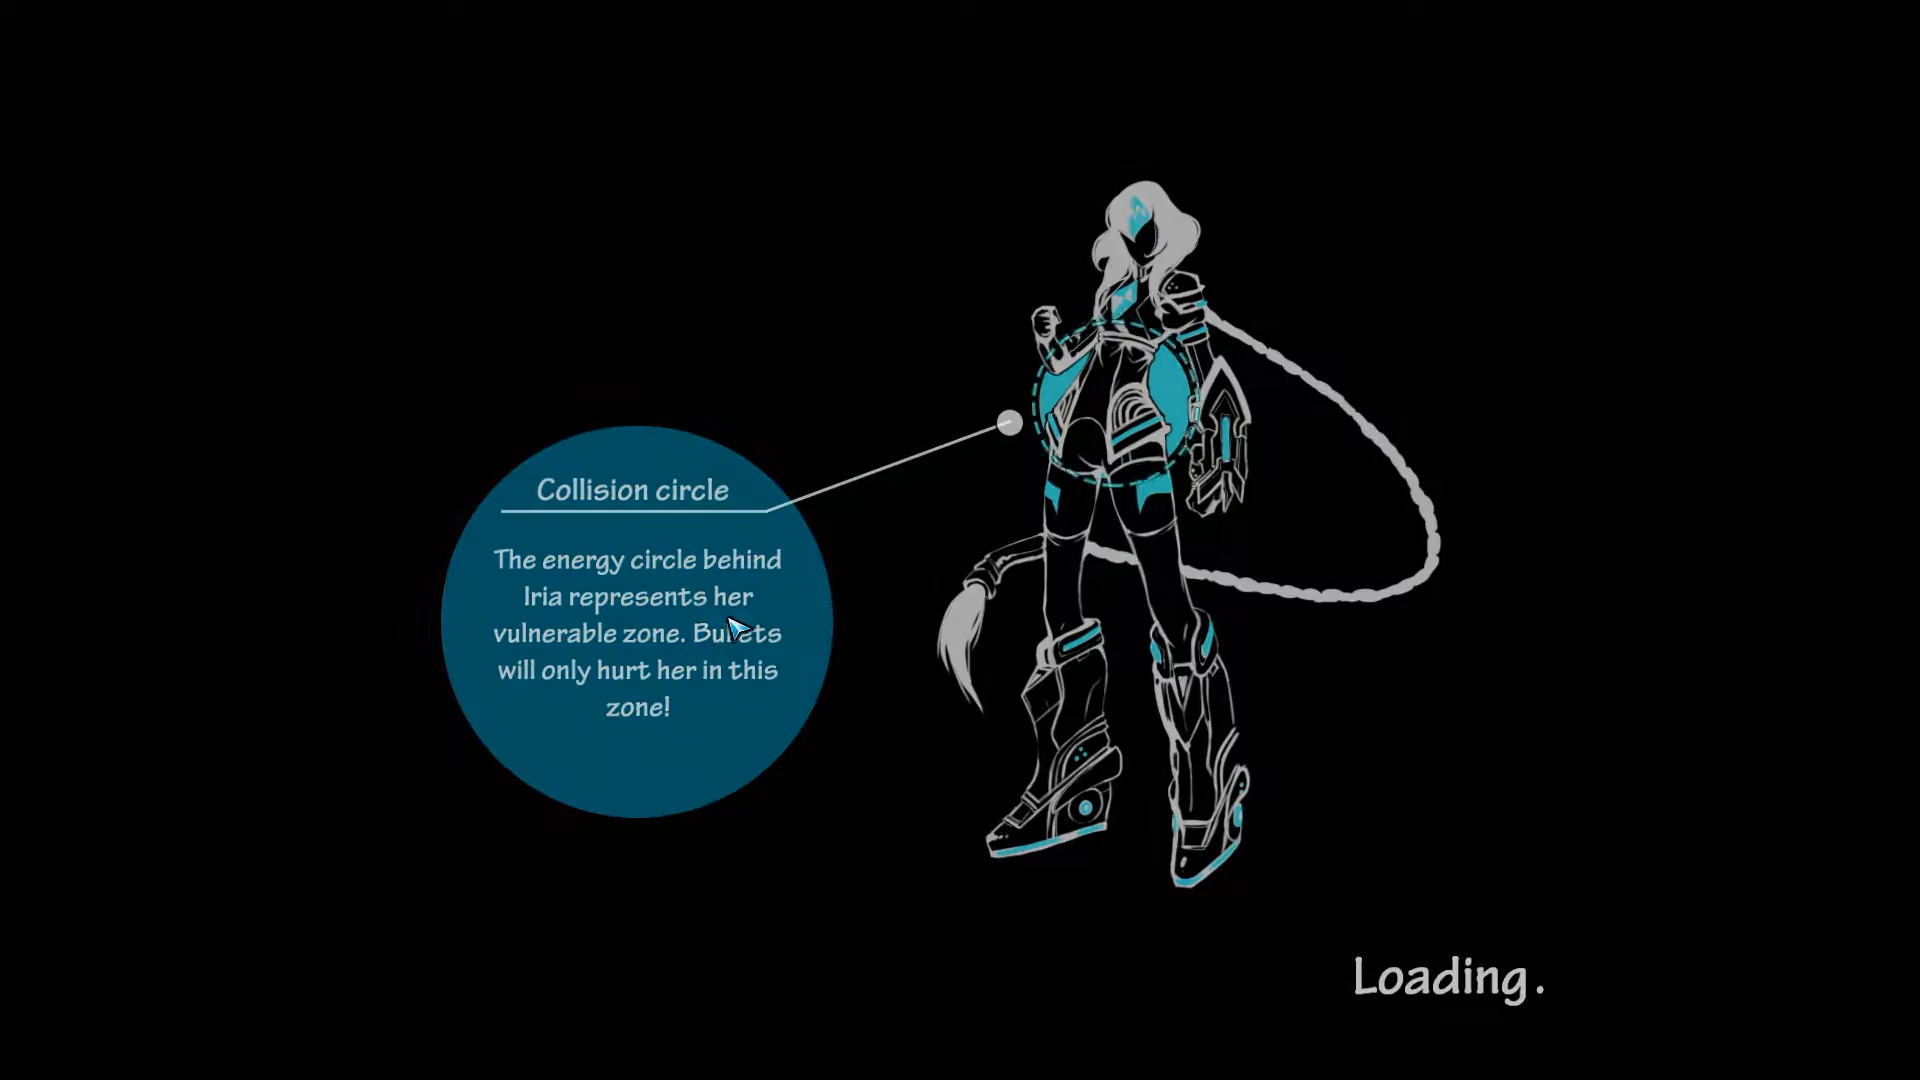 Collision circle
The energy circle behind
Iria represents her
vulnerable zone. Bullets
will only hurt her in this
zone!
Loading.